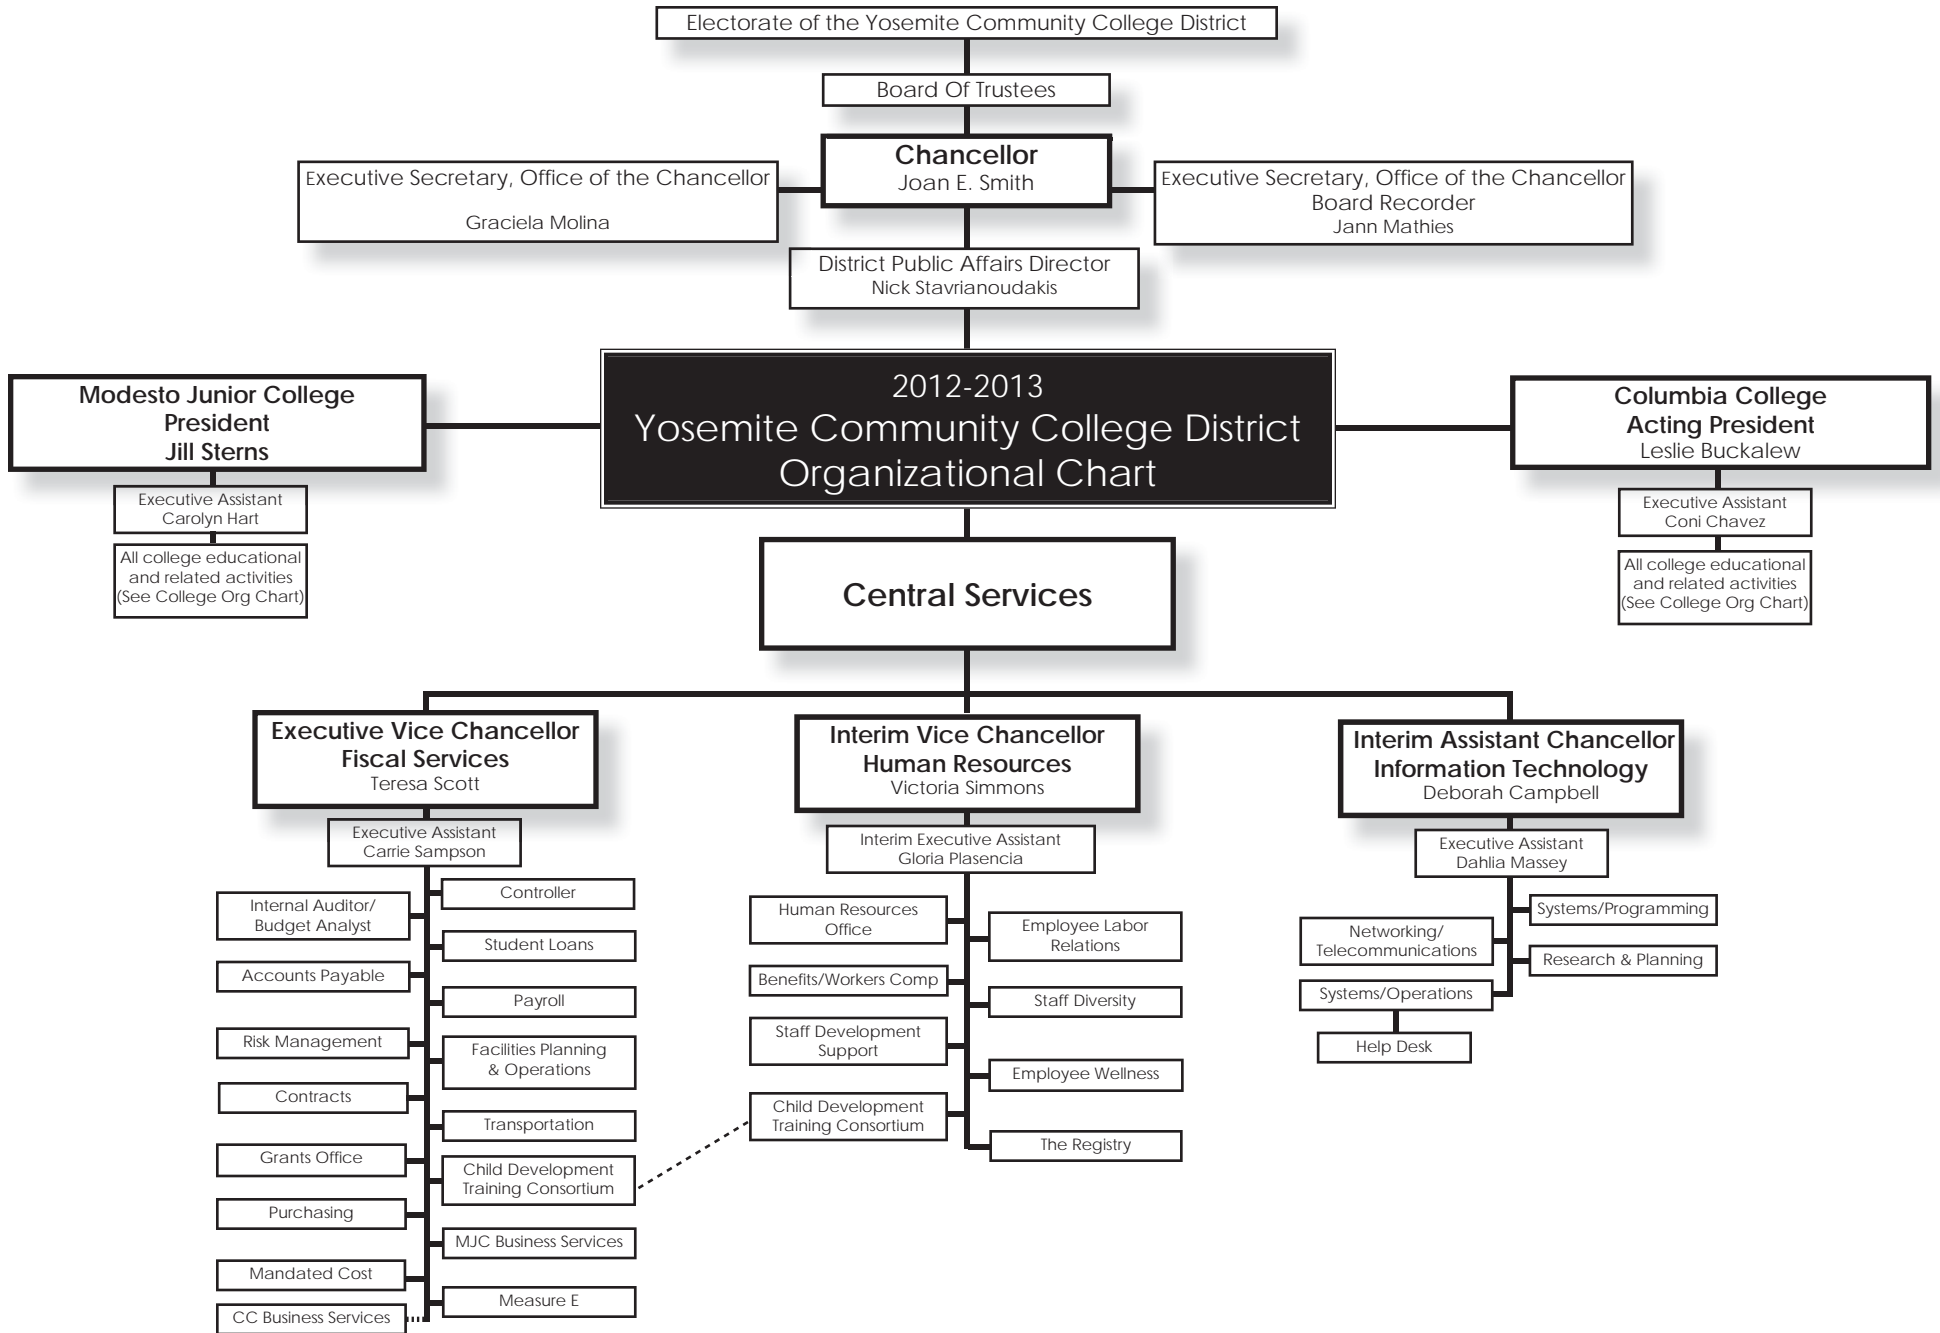 Electorate of the Yosemite Community College District
Board Of Trustees
Chancellor
Joan E. Smith
Executive Secretary, Office of the Chancellor
Graciela Molina
Executive Secretary, Office of the Chancellor
Board Recorder
Jann Mathies
District Public Affairs Director
Nick Stavrianoudakis
2012-2013
Yosemite Community College District
Organizational Chart
Modesto Junior College
President
Jill Sterns
Executive Assistant
Carolyn Hart
All college educational
and related activities
(See College Org Chart)
Columbia College
Acting President
Leslie Buckalew
Executive Assistant
Coni Chavez
All college educational
and related activities
(See College Org Chart)
Central Services
Executive Vice Chancellor
Fiscal Services
Teresa Scott
Executive Assistant
Carrie Sampson
Controller
Internal Auditor/
Budget Analyst
Student Loans
Accounts Payable
Payroll
Risk Management
Facilities Planning
& Operations
Contracts
Transportation
Grants Office
Child Development
Training Consortium
Purchasing
MJC Business Services
Mandated Cost
Measure E
CC Business Services
Interim Vice Chancellor
Human Resources
Victoria Simmons
Interim Executive Assistant
Gloria Plasencia
Human Resources
Office
Employee Labor
Relations
Benefits/Workers Comp
Staff Diversity
Staff Development
Support
Employee Wellness
Child Development
Training Consortium
The Registry
Interim Assistant Chancellor
Information Technology
Deborah Campbell
Executive Assistant
Dahlia Massey
Systems/Programming
Networking/
Telecommunications
Research & Planning
Systems/Operations
Help Desk